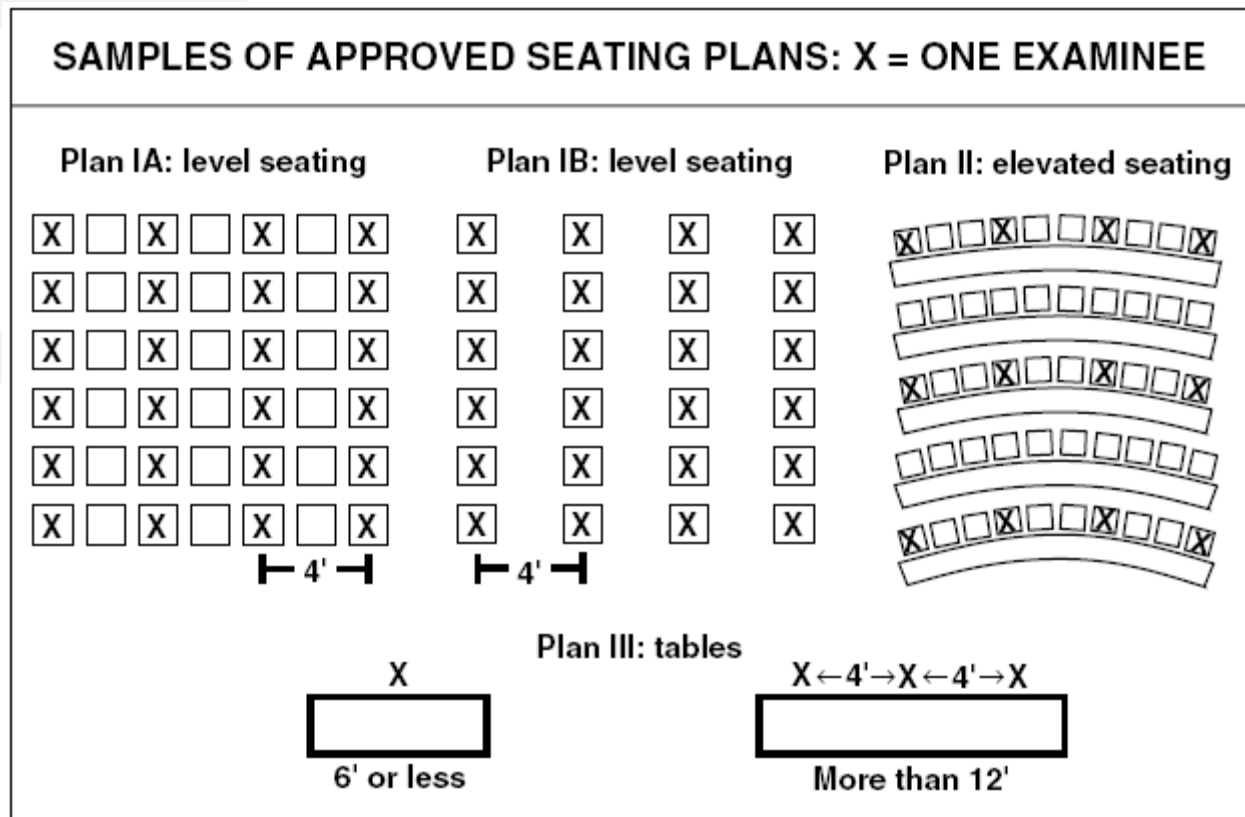 SAMPLES OF APPROVED SEATING PLANS: X = ONE EXAMINEE
Plan IA: level seating
X X X X
X X X X
X X X X
X X X X
X X X X
X X X X
4'
Plan IB: level seating
X X X X
X X X X
X X X X
X X X X
X X X X
X X X X
4'
Plan II: elevated seating
X X X X
X X X X
X X X X
Plan III: tables
X
6' or less
X←4'→X←4'→X
More than 12'